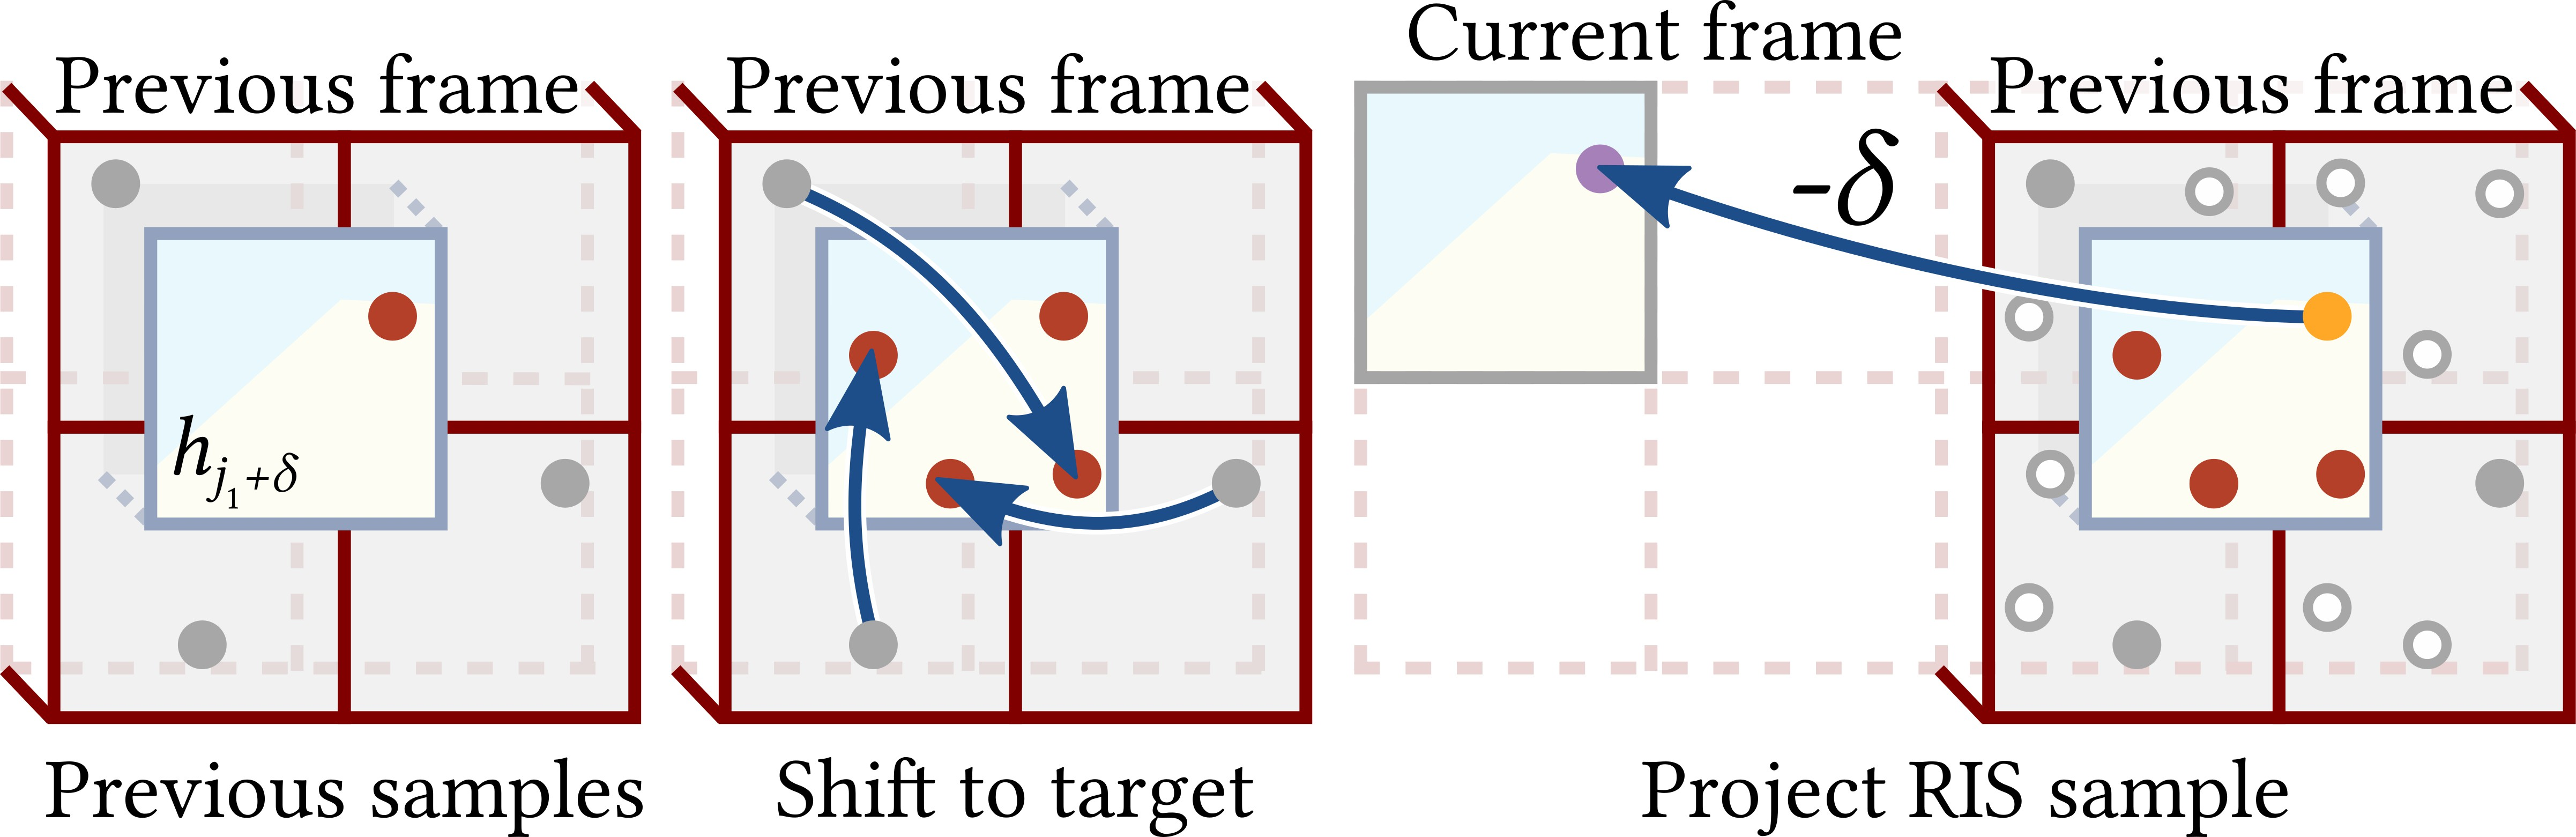 Previous frame
Previous frame
Current frame
Previous frame
-δ
h_{j_1+δ}
Previous samples
Shift to target
Project RIS sample